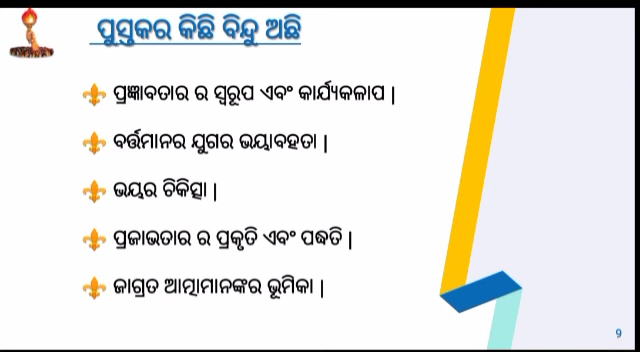 ପୁସ୍ତକର କିଛି ବିନ୍ଦୁ ଅଛି
ପ୍ରଜ୍ଞାବତାର ର ସ୍ୱରୂପ ଏବଂ କାର୍ଯ୍ୟକଳାପ |
ବର୍ତ୍ତମାନର ଯୁଗର ଭୟାବହତା |
ଭୟର ଚିକିତ୍ସା |
ପ୍ରଜାଭତାର ର ପ୍ରକୃତି ଏବଂ ପଦ୍ଧତି |
ଜାଗ୍ରତ ଆତ୍ମାମାନଙ୍କର ଭୂମିକା |
9